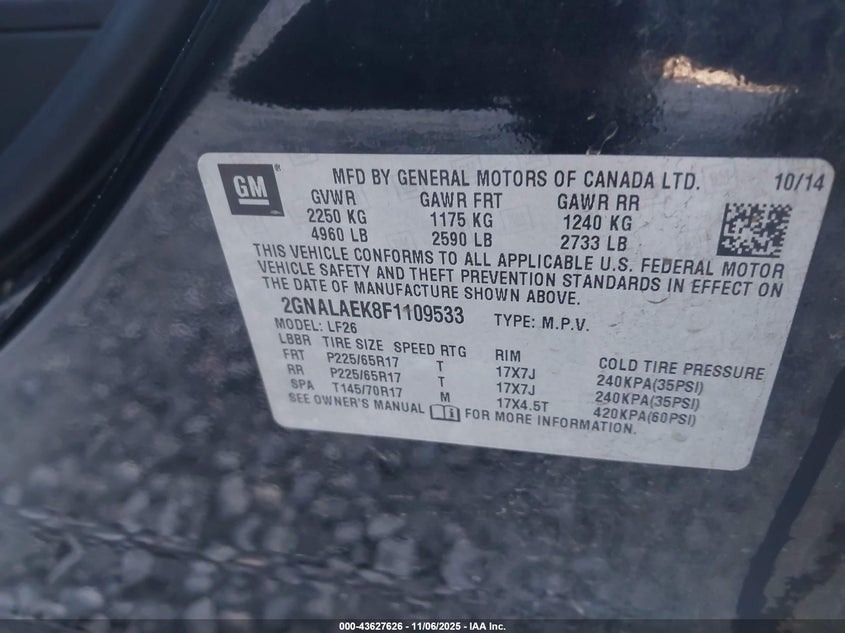 GM ®
MFD BY GENERAL MOTORS OF CANADA LTD. 10/14
GVWR GAWR FRT GAWR RR
2250 KG 1175 KG 1240 KG
4960 LB 2590 LB 2733 LB
THIS VEHICLE CONFORMS TO ALL APPLICABLE U.S. FEDERAL MOTOR
VEHICLE SAFETY AND THEFT PREVENTION STANDARDS IN EFFECT ON
THE DATE OF MANUFACTURE SHOWN ABOVE.
2GNALAEK8F1109533 TYPE: M.P.V.
MODEL: LF26
LBBR TIRE SIZE SPEED RTG RIM COLD TIRE PRESSURE
FRT P225/65R17 T 17X7J 240KPA(35PSI)
RR P225/65R17 T 17X7J 240KPA(35PSI)
SPA T145/70R17 M 17X4.5T 420KPA(60PSI)
SEE OWNER'S MANUAL FOR MORE INFORMATION.
000-43627626 - 11/06/2025 - IAA Inc.